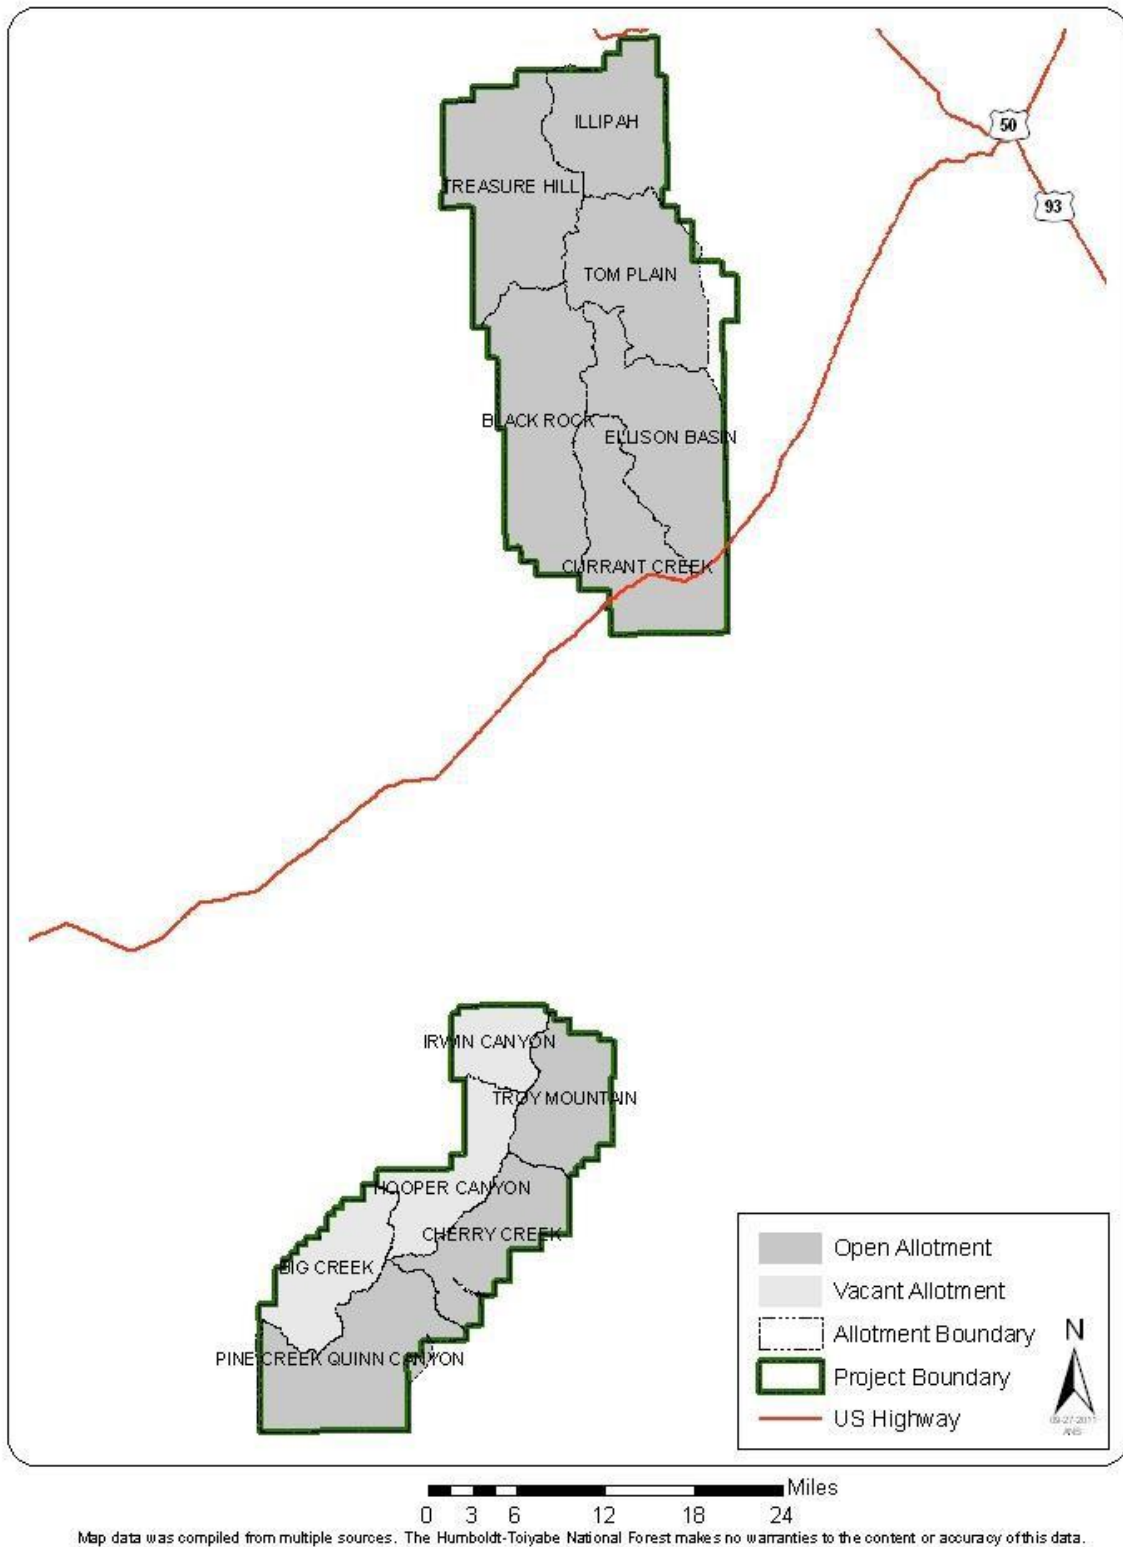 ILLIPAH
50
TREASURE HILL
93
TOM PLAIN
BLACK ROCK
ELLISON BASIN
CURRANT CREEK
IRWIN CANYON
TROY MOUNTAIN
HOOPER CANYON
CHERRY CREEK
BIG CREEK
PINE CREEK QUINN CANYON
Open Allotment
Vacant Allotment
Allotment Boundary
Project Boundary
US Highway
N
09-27-2011
Miles
0 3 6 12 18 24
Map data was compiled from multiple sources. The Humboldt-Toiyabe National Forest makes no warranties to the content or accuracy of this data.